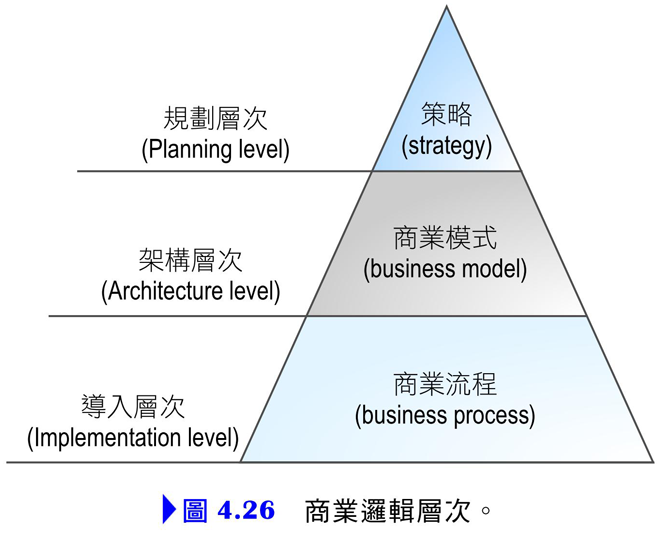 規劃層次
(Planning level)
策略
(strategy)
架構層次
(Architecture level)
商業模式
(business model)
導入層次
(Implementation level)
商業流程
(business process)
圖 4.26 商業邏輯層次。